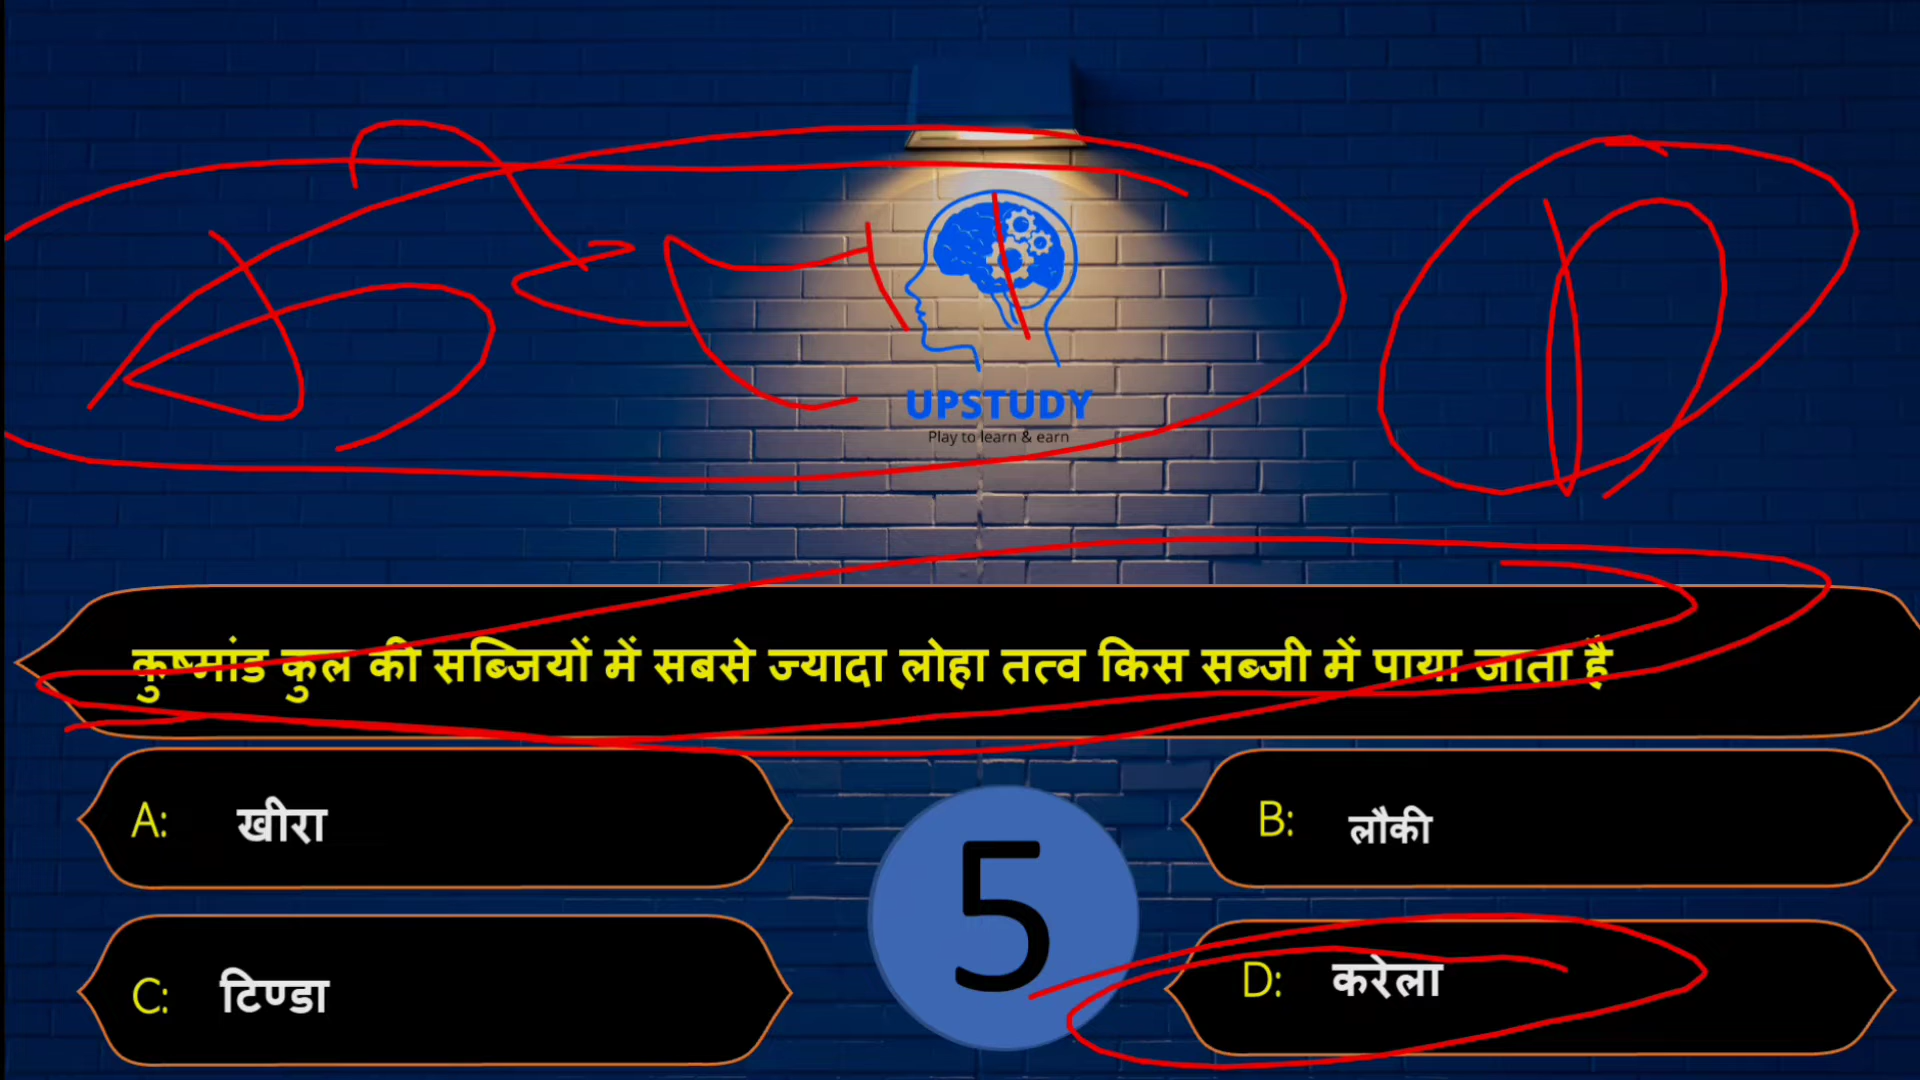 UPSTUDY
Play to learn & earn
कुष्मांड कुल की सब्जियों में सबसे ज्यादा लोहा तत्व किस सब्जी में पाया जाता है
A: खीरा
B: लौकी
5
C: टिण्डा
D: करेला